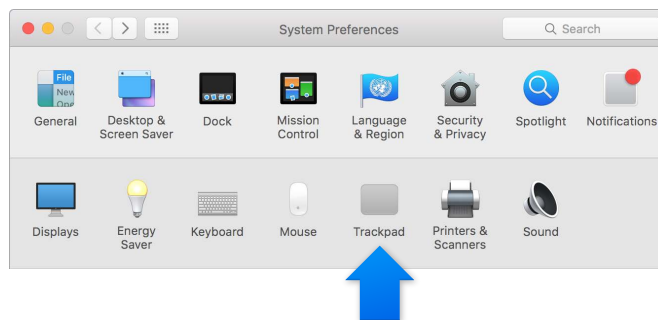 System Preferences
Search
File
New
General
Desktop &
Screen Saver
Dock
Mission
Control
Language
& Region
Security
& Privacy
Spotlight
Notifications
Displays
Energy
Saver
Keyboard
Mouse
Trackpad
Printers &
Scanners
Sound